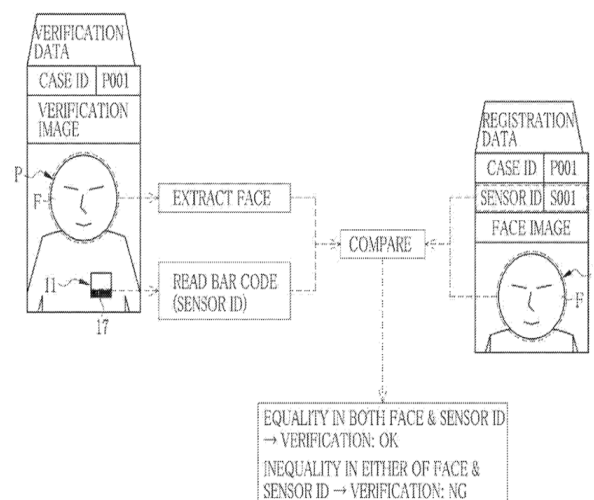 VERIFICATION
DATA
CASE ID P001
VERIFICATION
IMAGE
P
F
11
17
EXTRACT FACE
READ BAR CODE
(SENSOR ID)
COMPARE
REGISTRATION
DATA
CASE ID P001
SENSOR ID S001
FACE IMAGE
F
EQUALITY IN BOTH FACE & SENSOR ID
→ VERIFICATION: OK
INEQUALITY IN EITHER OF FACE &
SENSOR ID → VERIFICATION: NG